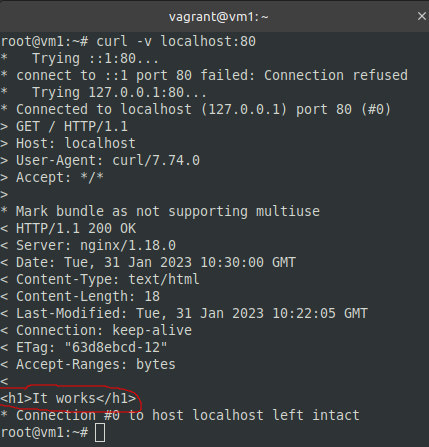 vagrant@vm1:~
root@vm1:~# curl -v localhost:80
*   Trying ::1:80...
* connect to ::1 port 80 failed: Connection refused
*   Trying 127.0.0.1:80...
* Connected to localhost (127.0.0.1) port 80 (#0)
> GET / HTTP/1.1
> Host: localhost
> User-Agent: curl/7.74.0
> Accept: */*
>
* Mark bundle as not supporting multiuse
< HTTP/1.1 200 OK
< Server: nginx/1.18.0
< Date: Tue, 31 Jan 2023 10:30:00 GMT
< Content-Type: text/html
< Content-Length: 18
< Last-Modified: Tue, 31 Jan 2023 10:22:05 GMT
< Connection: keep-alive
< ETag: "63d8ebcd-12"
< Accept-Ranges: bytes
<
<h1>It works</h1>
* Connection #0 to host localhost left intact
root@vm1:~#